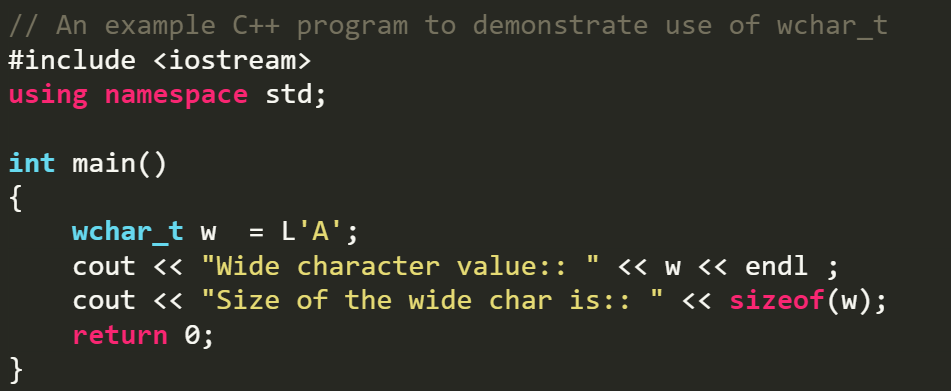 // An example C++ program to demonstrate use of wchar_t
#include <iostream>
using namespace std;

int main()
{
    wchar_t w  = L'A';
    cout << "Wide character value:: " << w << endl ;
    cout << "Size of the wide char is:: " << sizeof(w);
    return 0;
}